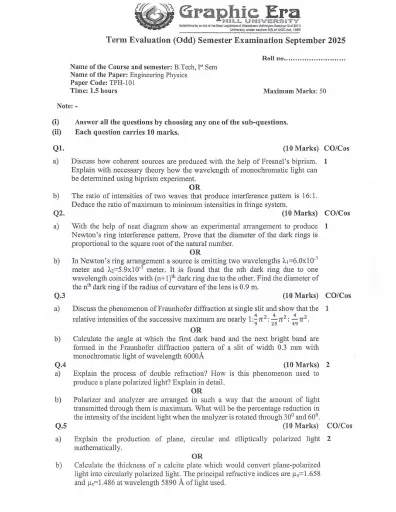 Graphic Era
HILL UNIVERSITY
Term Evaluation (Odd) Semester Examination September 2025
Roll no..........................
Name of the Course and semester: B.Tech, Iˢᵗ Sem
Name of the Paper: Engineering Physics
Paper Code: TPH-101
Time: 1.5 hours Maximum Marks: 50
Note: -
(i) Answer all the questions by choosing any one of the sub-questions.
(ii) Each question carries 10 marks.
Q1. (10 Marks) CO/Cos
a) Discuss how coherent sources are produced with the help of Fresnel's biprism. 1
Explain with necessary theory how the wavelength of monochromatic light can
be determined using biprism experiment.
OR
b) The ratio of intensities of two waves that produce interference pattern is 16:1.
Deduce the ratio of maximum to minimum intensities in fringe system.
Q2. (10 Marks) CO/Cos
a) With the help of neat diagram show an experimental arrangement to produce 1
Newton's ring interference pattern. Prove that the diameter of the dark rings is
proportional to the square root of the natural number.
OR
b) In Newton's ring arrangement a source is emitting two wavelengths λ₁=6.0x10⁻⁷
meter and λ₂=5.9x10⁻⁷ meter. It is found that the nth dark ring due to one
wavelength coincides with (n+1)ᵗʰ dark ring due to the other. Find the diameter of
the nᵗʰ dark ring if the radius of curvature of the lens is 0.9 m.
Q.3 (10 Marks) CO/Cos
a) Discuss the phenomenon of Fraunhofer diffraction at single slit and show that the 1
relative intensities of the successive maximum are nearly 1:4/9π²: 4/25π²: 4/49π².
OR
b) Calculate the angle at which the first dark band and the next bright band are
formed in the Fraunhofer diffraction pattern of a slit of width 0.3 mm with
monochromatic light of wavelength 6000Å
Q.4 (10 Marks) 2
a) Explain the process of double refraction? How is this phenomenon used to
produce a plane polarized light? Explain in detail.
OR
b) Polarizer and analyzer are arranged in such a way that the amount of light
transmitted through them is maximum. What will be the percentage reduction in
the intensity of the incident light when the analyzer is rotated through 30⁰ and 60⁰.
Q.5 (10 Marks) CO/Cos
a) Explain the production of plane, circular and elliptically polarized light 2
mathematically.
OR
b) Calculate the thickness of a calcite plate which would convert plane-polarized
light into circularly polarized light. The principal refractive indices are μₒ=1.658
and μₑ=1.486 at wavelength 5890 Å of light used.